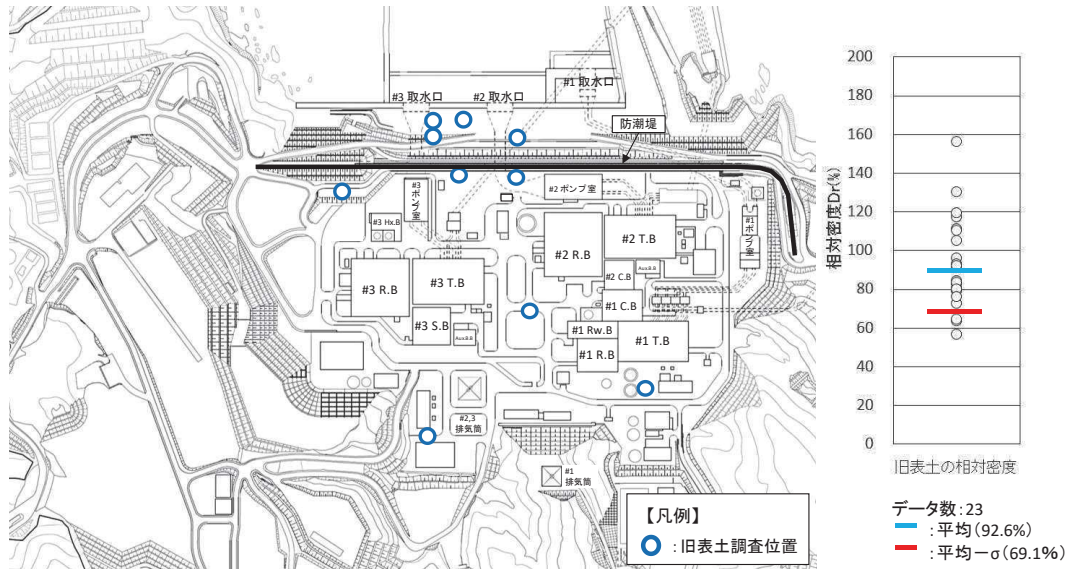 #3 取水口
#2 取水口
#1 取水口
防潮堤
#3 ポンプ室
#2 ポンプ室
#1 ポンプ室
#3 Hx.B
#2 T.B
#2 R.B
#3 R.B
#3 T.B
#2 C.B
Aux.B.B
#1 C.B
#3 S.B
Aux.B.B
#1 Rw.B
#1 T.B
#1 R.B
#2,3
排気筒
#1
排気筒
【凡例】
:旧表土調査位置
相対密度Dr(%)
200
180
160
140
120
100
80
60
40
20
0
旧表土の相対密度
データ数:23
:平均(92.6%)
:平均－σ(69.1%)